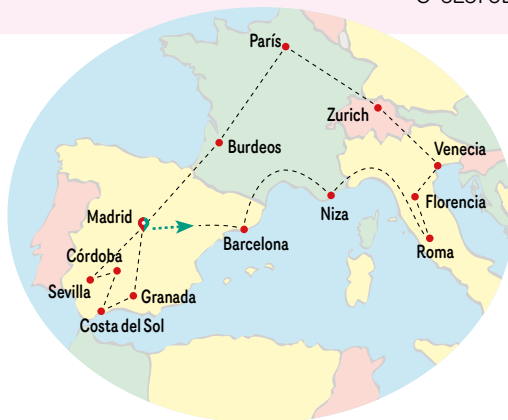 París
Zurich
Burdeos
Venecia
Florencia
Niza
Madrid
Barcelona
Roma
Córdoba
Sevilla
Granada
Costa del Sol